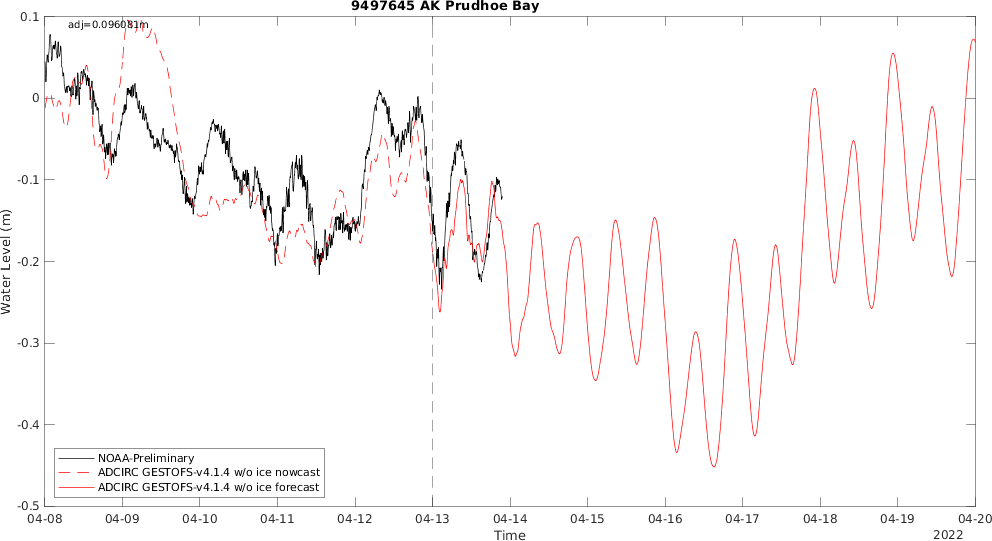 9497645 AK Prudhoe Bay
adj=0.096081m
Water Level (m)
0.1
0
-0.1
-0.2
-0.3
-0.4
-0.5
NOAA-Preliminary
ADCIRC GESTOFS-v4.1.4 w/o ice nowcast
ADCIRC GESTOFS-v4.1.4 w/o ice forecast
04-08 04-09 04-10 04-11 04-12 04-13 04-14 04-15 04-16 04-17 04-18 04-19 04-20
Time
2022